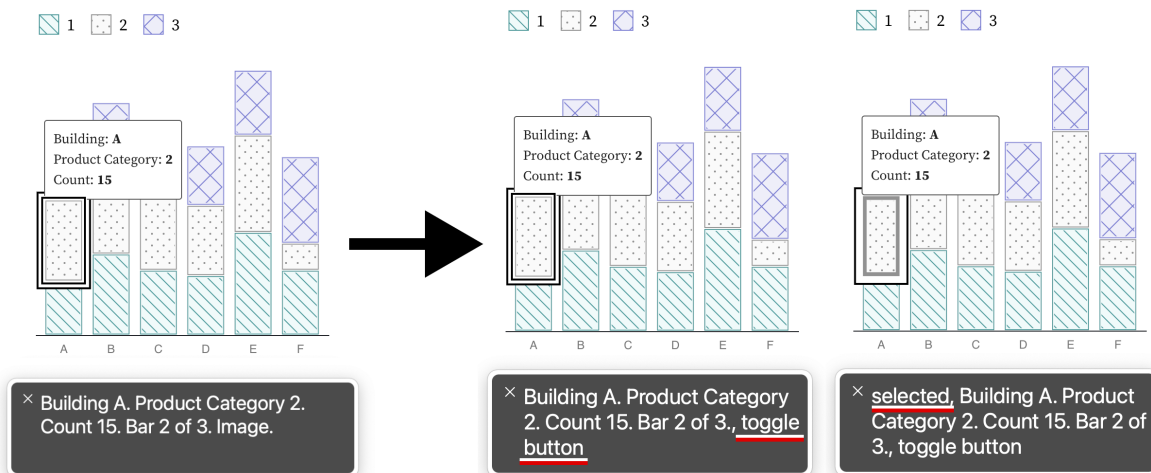 1 2 3
Building: A
Product Category: 2
Count: 15
A B C D E F
× Building A. Product Category 2.
Count 15. Bar 2 of 3. Image.
1 2 3
Building: A
Product Category: 2
Count: 15
A B C D E F
× Building A. Product Category
2. Count 15. Bar 2 of 3., toggle
button
1 2 3
Building: A
Product Category: 2
Count: 15
A B C D E F
× selected, Building A. Product
Category 2. Count 15. Bar 2 of
3., toggle button